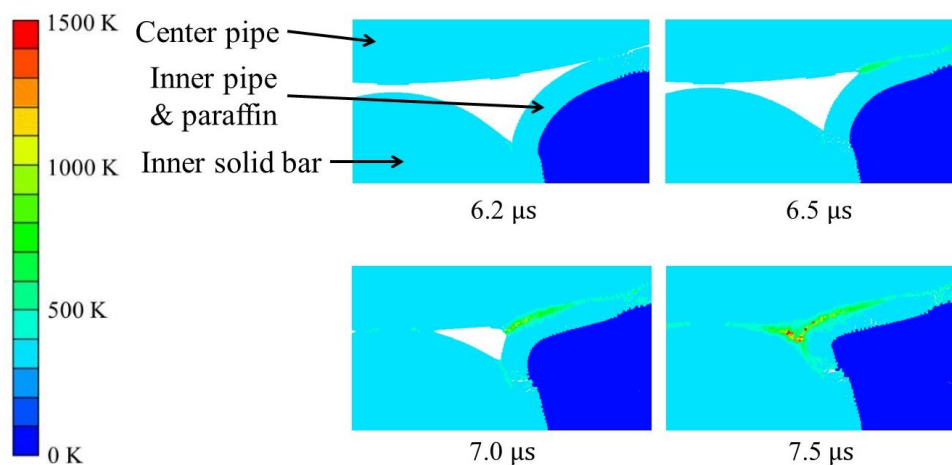 1500 K
1000 K
500 K
0 K
Center pipe
Inner pipe
& paraffin
Inner solid bar
6.2 μs
6.5 μs
7.0 μs
7.5 μs